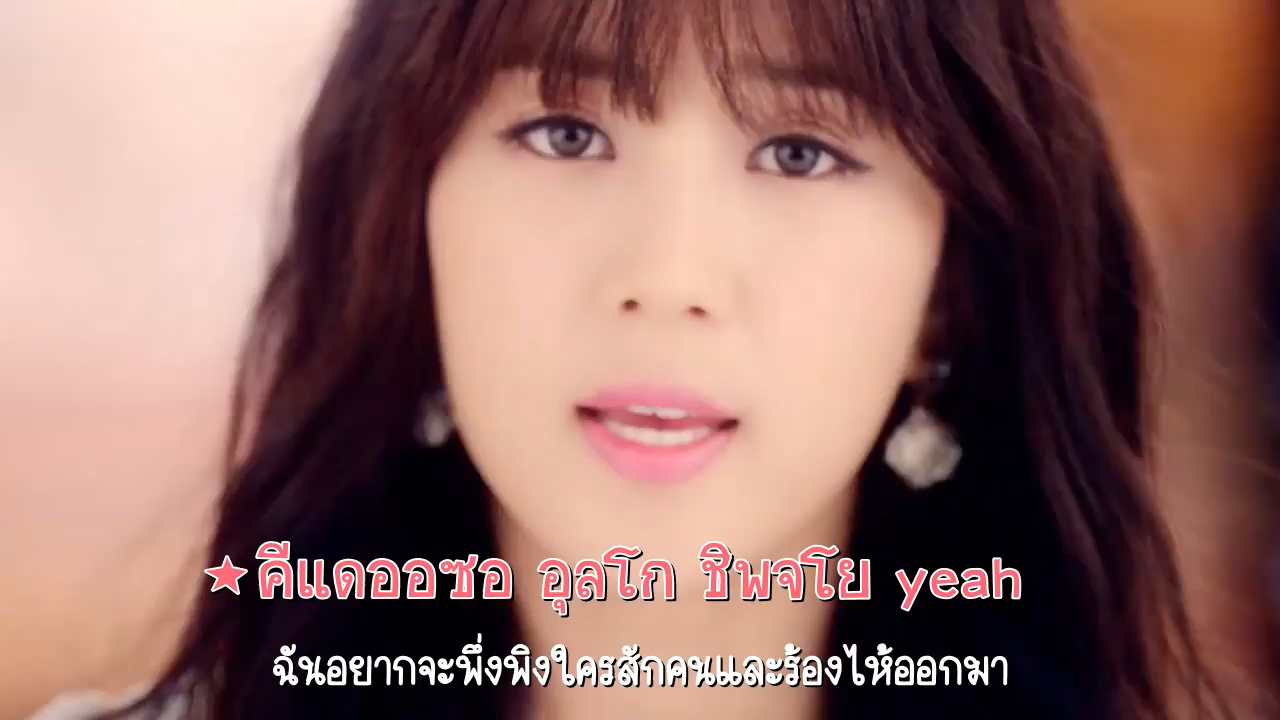 ★คีแดออซอ อุลโก ชิพจโย yeah
ฉันอยากจะพึ่งพิงใครสักคนและร้องไห้ออกมา